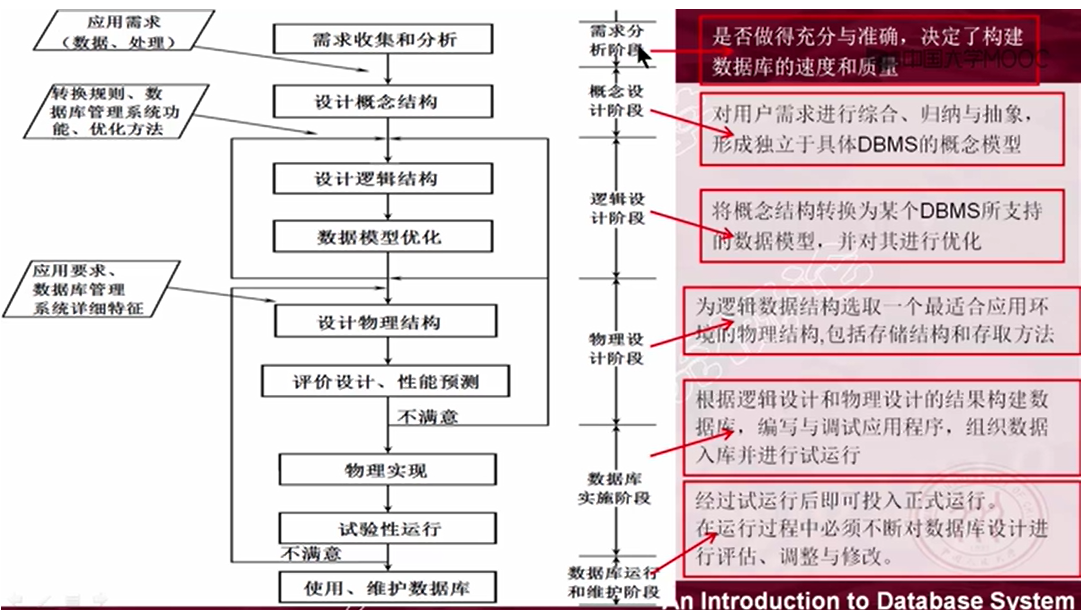 应用需求
（数据、处理）
需求收集和分析
转换规则、数
据库管理系统功
能、优化方法
设计概念结构
设计逻辑结构
数据模型优化
应用要求、
数据库管理
系统详细特征
设计物理结构
评价设计、性能预测
不满意
物理实现
试验性运行
不满意
使用、维护数据库
需求分
析阶段
概念设
计阶段
逻辑设
计阶段
物理设
计阶段
数据库
实施阶段
数据库运行
和维护阶段
是否做得充分与准确，决定了构建
数据库的速度和质量
中国大学MOOC
对用户需求进行综合、归纳与抽象，
形成独立于具体DBMS的概念模型
将概念结构转换为某个DBMS所支持
的数据模型，并对其进行优化
为逻辑数据结构选取一个最适合应用环
境的物理结构,包括存储结构和存取方法
根据逻辑设计和物理设计的结果构建数
据库，编写与调试应用程序，组织数据
入库并进行试运行
经过试运行后即可投入正式运行。
在运行过程中必须不断对数据库设计进
行评估、调整与修改。
An Introduction to Database System